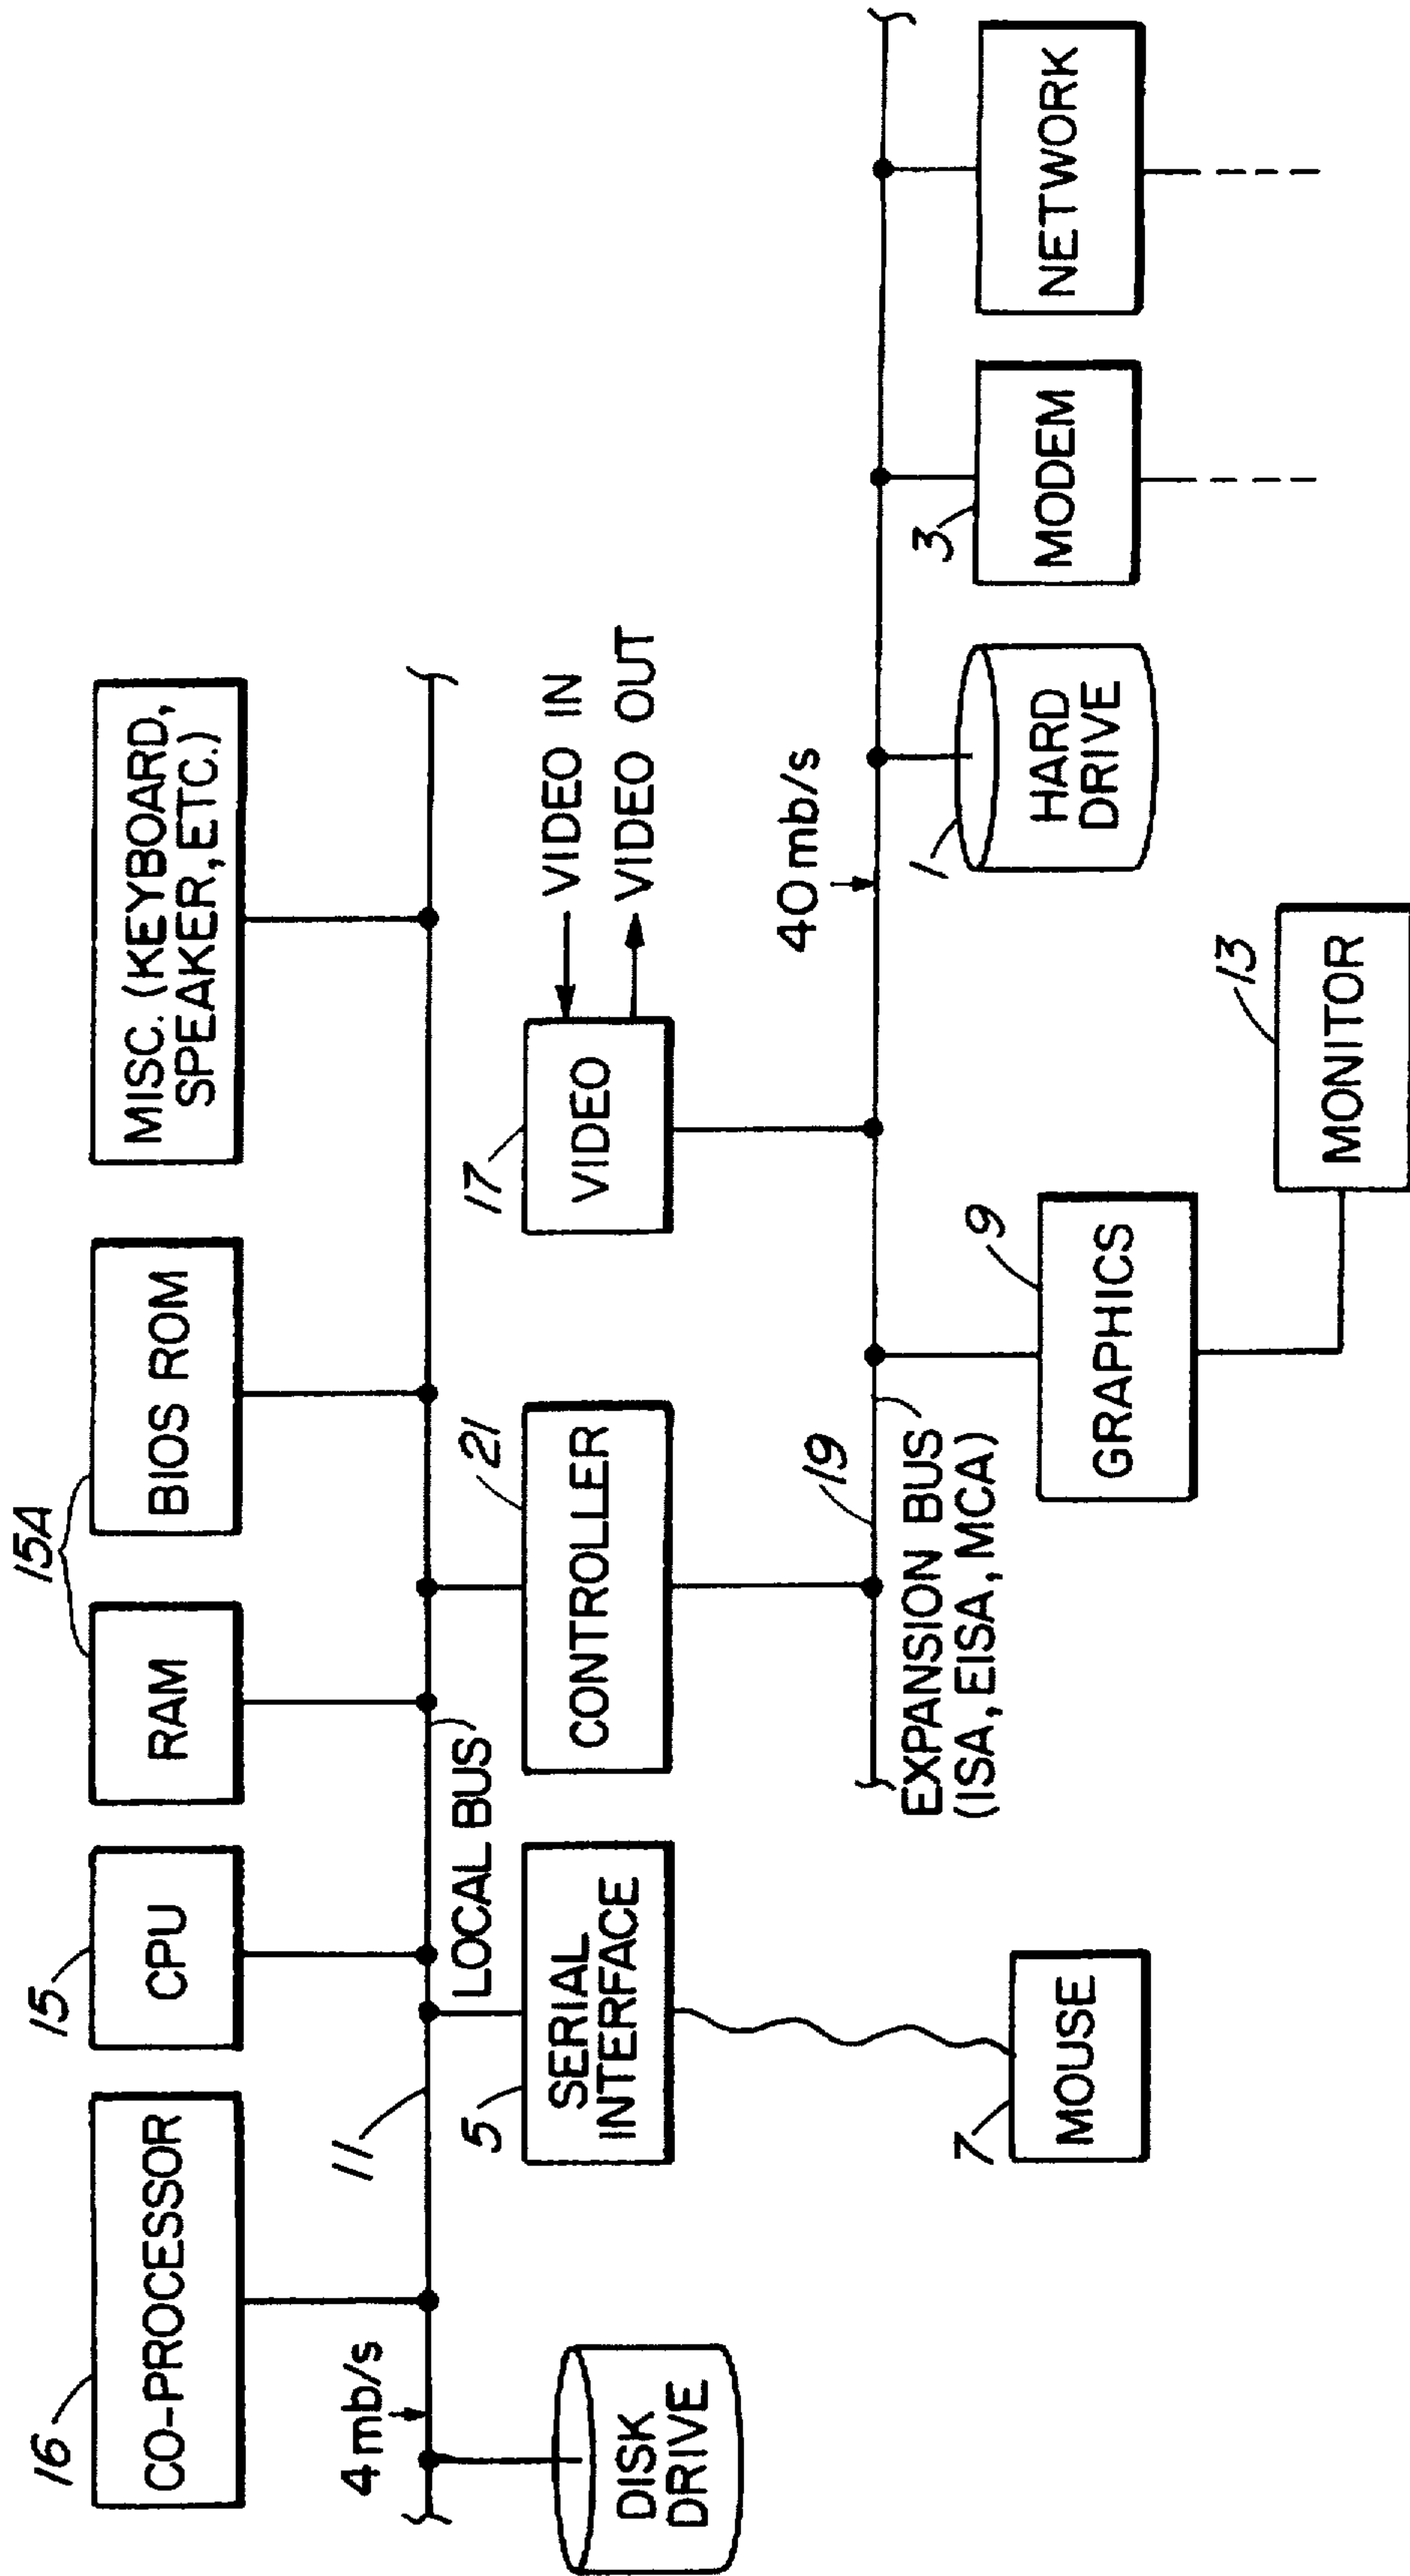 16
CO-PROCESSOR
15
CPU
15A
RAM
BIOS ROM
MISC. (KEYBOARD,
SPEAKER, ETC.)
4 mb/s
11
LOCAL BUS
DISK
DRIVE
5
SERIAL
INTERFACE
7
MOUSE
21
CONTROLLER
17
VIDEO
VIDEO IN
VIDEO OUT
19
EXPANSION BUS
(ISA, EISA, MCA)
40 mb/s
9
GRAPHICS
13
MONITOR
1
HARD
DRIVE
3
MODEM
NETWORK